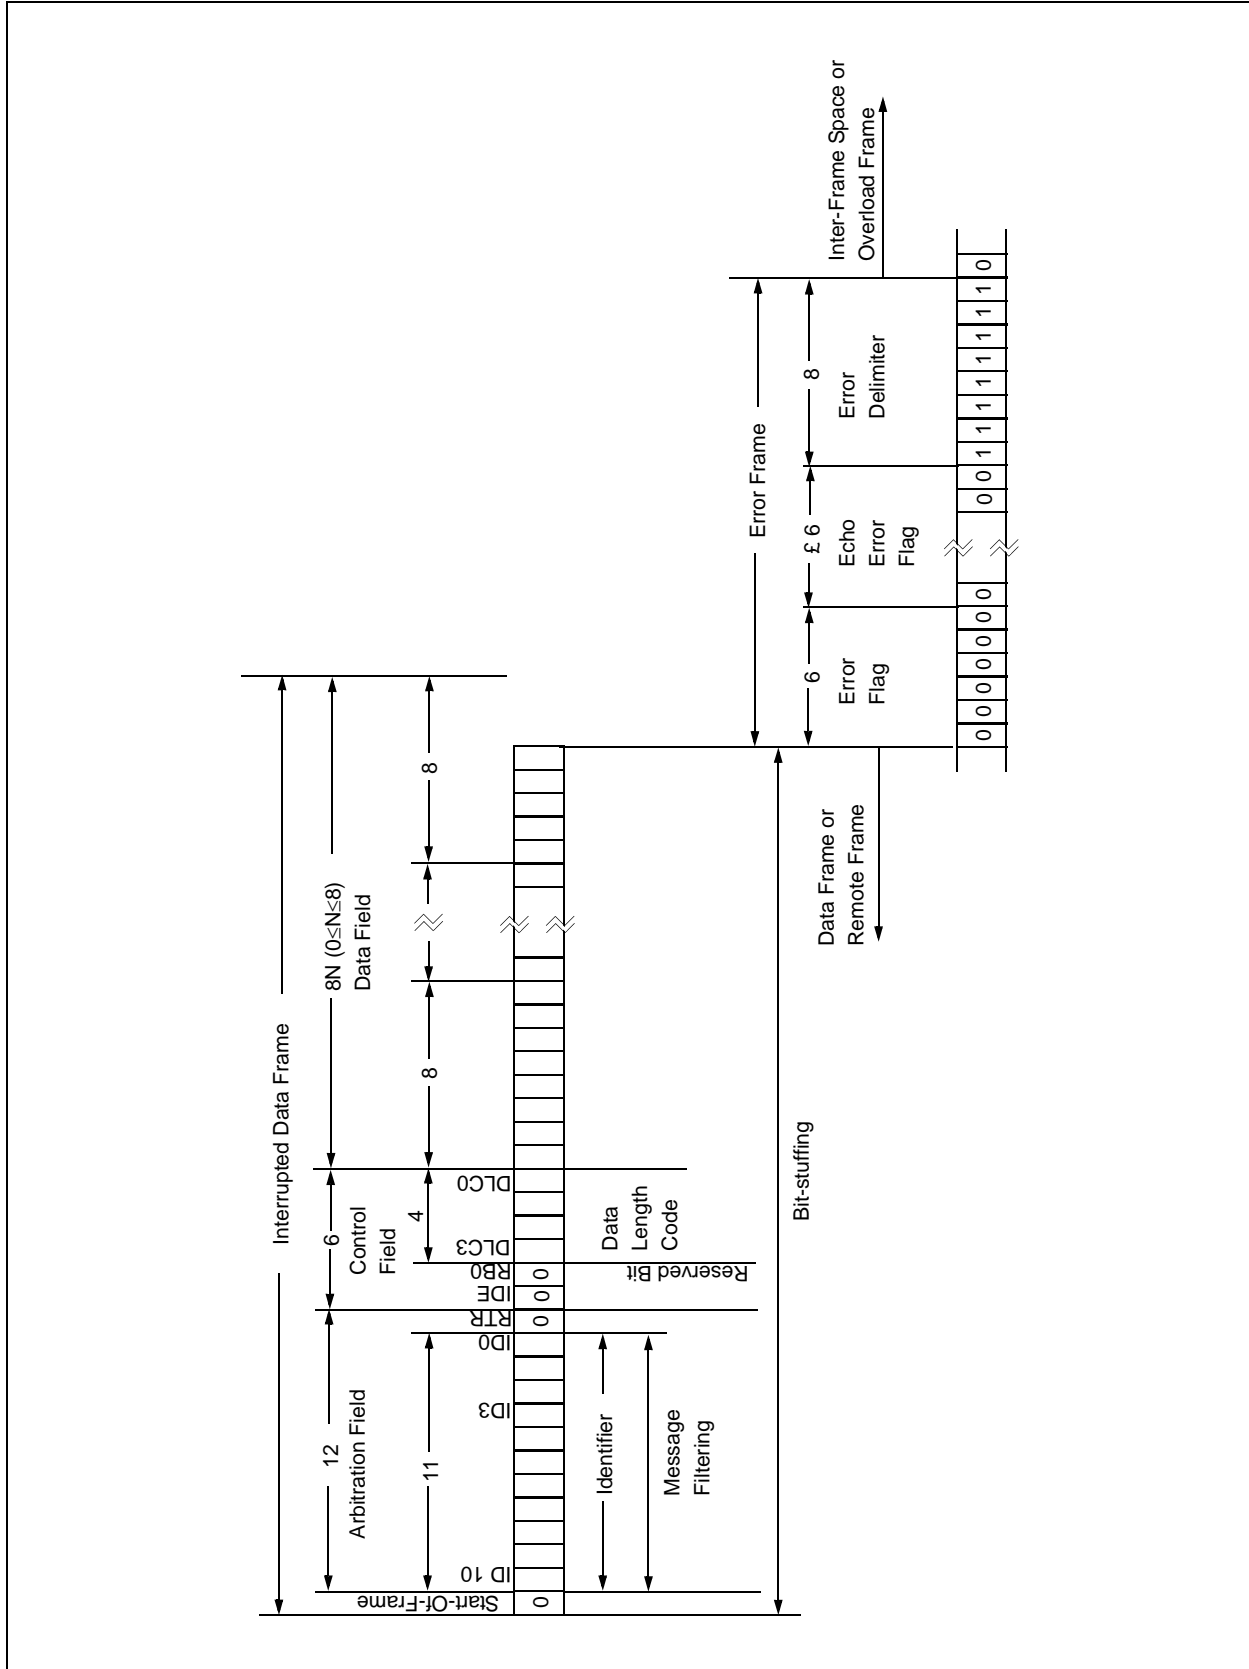 Interrupted Data Frame
12
Arbitration Field
6
Control
Field
8N (0≤N≤8)
Data Field
11
4
8
8
Start-Of-Frame
ID 10
ID3
ID0
RTR
IDE
RB0
DLC3
DLC0
0
0
0
0
Identifier
Message
Filtering
Reserved Bit
Data
Length
Code
Bit-stuffing
Data Frame or
Remote Frame
Error Frame
6
Error
Flag
£ 6
Echo
Error
Flag
8
Error
Delimiter
Inter-Frame Space or
Overload Frame
0 0 0 0 0 0 0 0 0 1 1 1 1 1 1 1 1 0